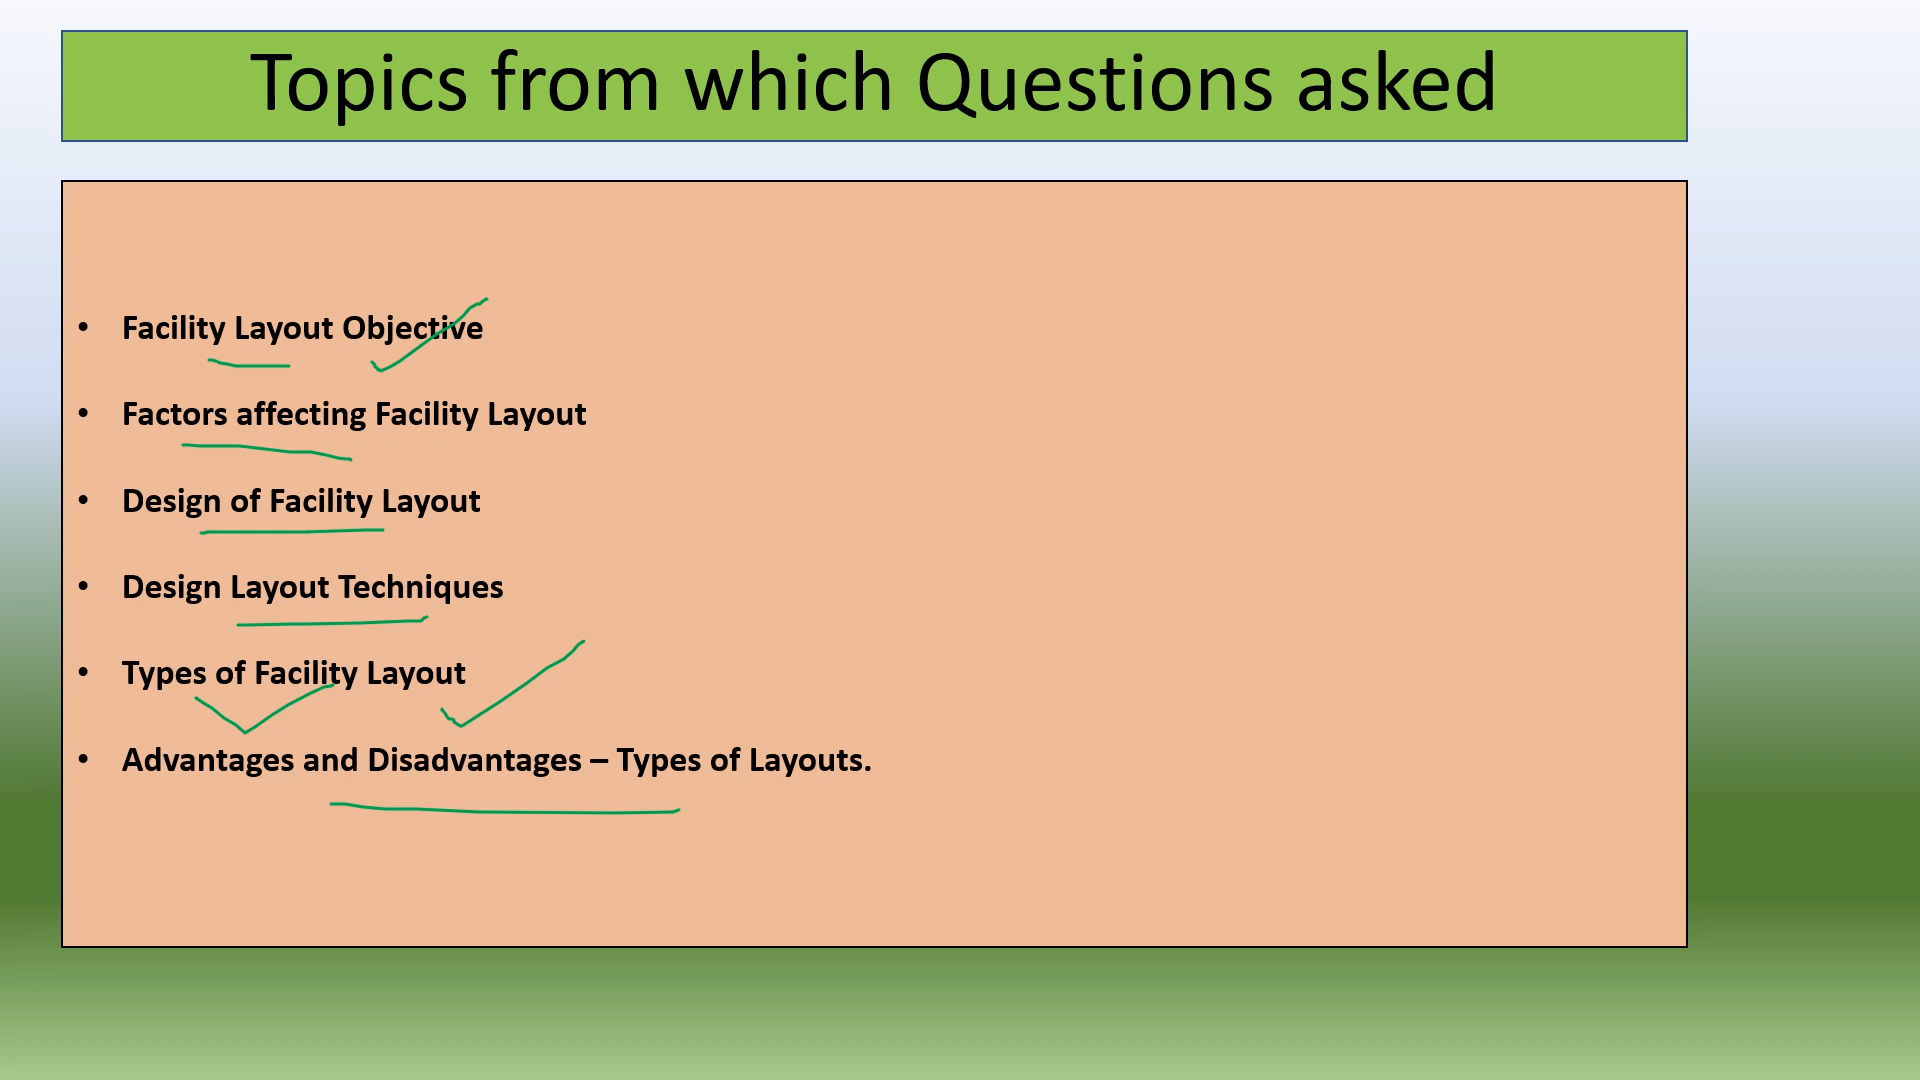 Topics from which Questions asked
• Facility Layout Objective
• Factors affecting Facility Layout
• Design of Facility Layout
• Design Layout Techniques
• Types of Facility Layout
• Advantages and Disadvantages – Types of Layouts.